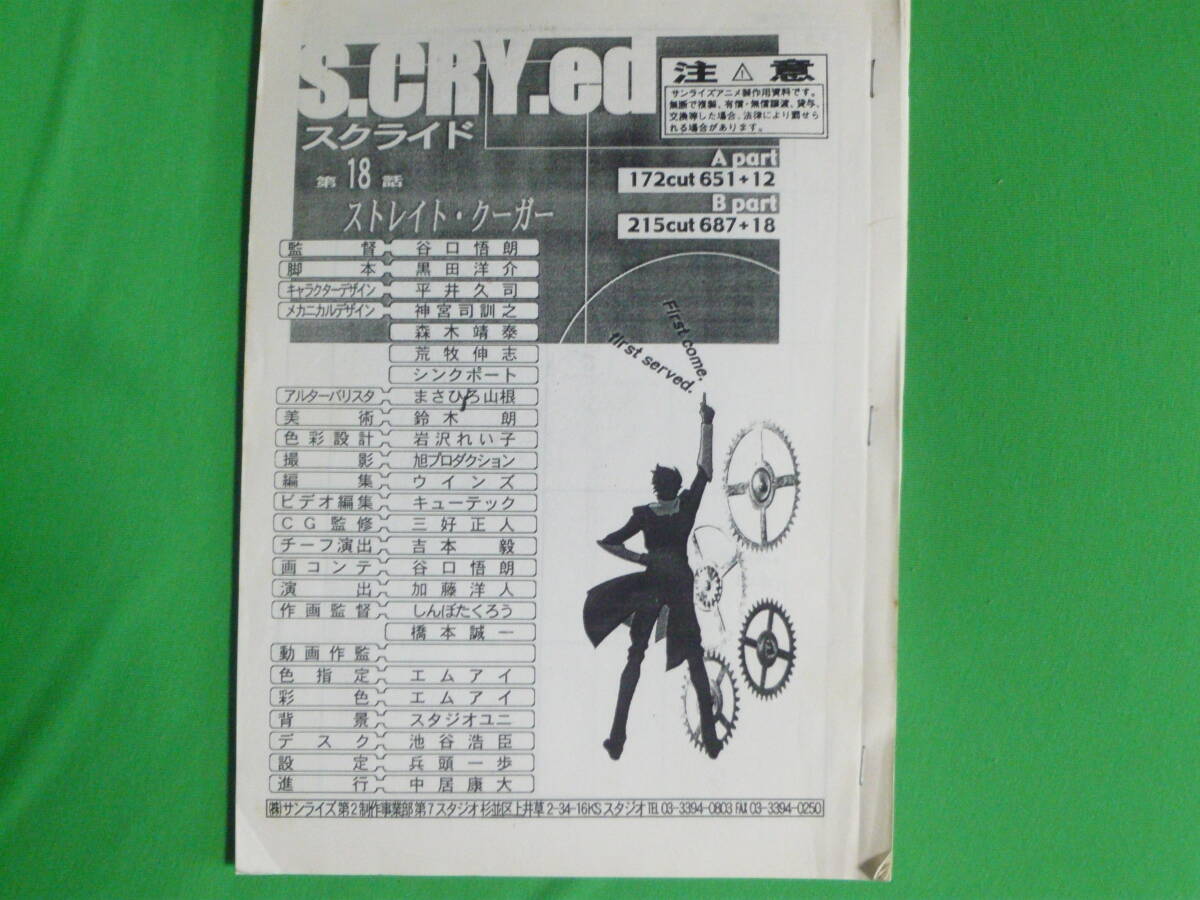 s.CRY.ed
スクライド
第18話
ストレイト・クーガー
注⚠意
サンライズアニメ製作用資料です。
無断で複製、有償・無償譲渡、貸与、
交換等した場合、法律により罰せら
れる場合があります。
A part
172cut 651+12
B part
215cut 687+18
監督 谷口悟朗
脚本 黒田洋介
キャラクターデザイン 平井久司
メカニカルデザイン 神宮司訓之
森木靖泰
荒牧伸志
シンクポート
アルターバリスタ まさひろ山根
美術 鈴木朗
色彩設計 岩沢れい子
撮影 旭プロダクション
編集 ウインズ
ビデオ編集 キューテック
CG監修 三好正人
チーフ演出 吉本毅
画コンテ 谷口悟朗
演出 加藤洋人
作画監督 しんぼたくろう
橋本誠一
動画作監
色指定 エムアイ
彩色 エムアイ
背景 スタジオユニ
デスク 池谷浩臣
設定 兵頭一歩
進行 中居康大
First come,
first served.
㈱サンライズ 第2制作事業部 第7スタジオ 杉並区上井草2-34-16KSスタジオ TEL 03-3394-0803 FAX 03-3394-0250